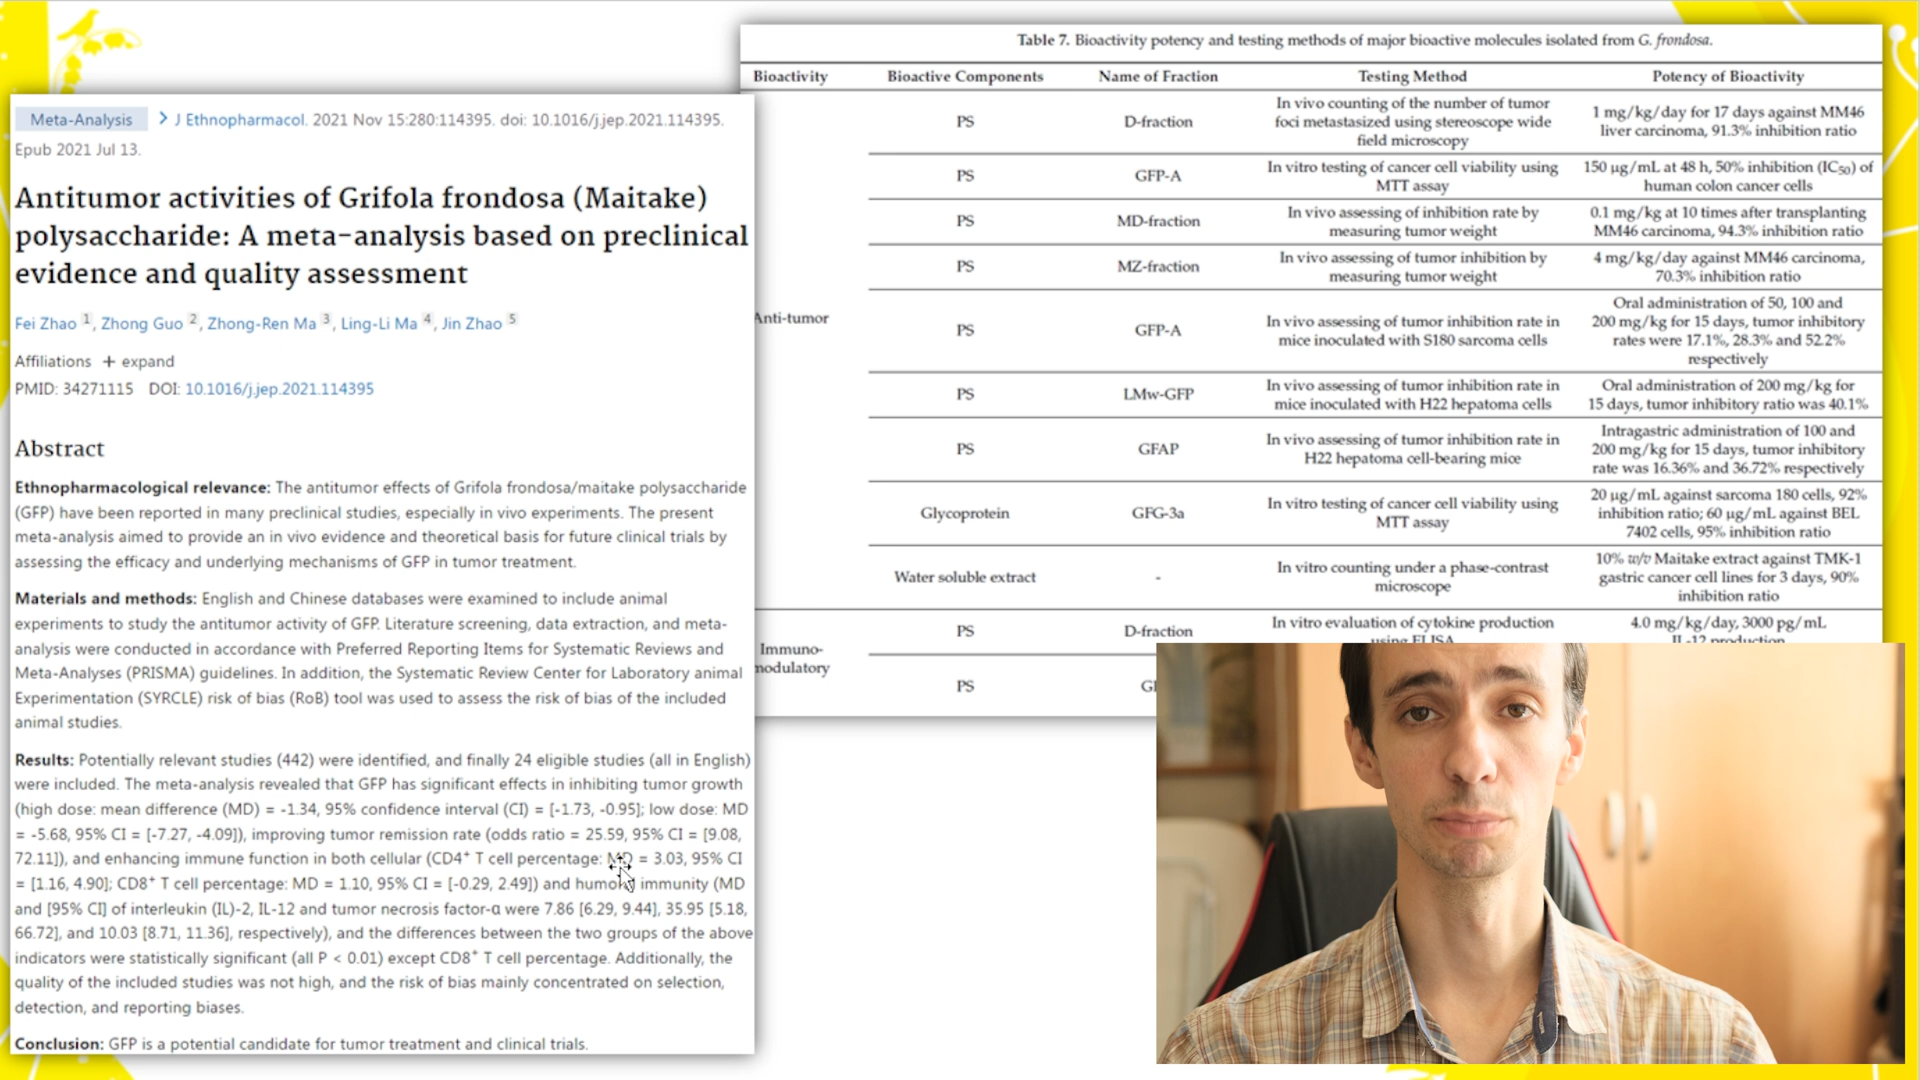 Meta-Analysis > J Ethnopharmacol. 2021 Nov 15:280:114395. doi: 10.1016/j.jep.2021.114395.
Epub 2021 Jul 13.
Antitumor activities of Grifola frondosa (Maitake)
polysaccharide: A meta-analysis based on preclinical
evidence and quality assessment
Fei Zhao 1, Zhong Guo 2, Zhong-Ren Ma 3, Ling-Li Ma 4, Jin Zhao 5
Affiliations + expand
PMID: 34271115 DOI: 10.1016/j.jep.2021.114395
Abstract
Ethnopharmacological relevance: The antitumor effects of Grifola frondosa/maitake polysaccharide
(GFP) have been reported in many preclinical studies, especially in vivo experiments. The present
meta-analysis aimed to provide an in vivo evidence and theoretical basis for future clinical trials by
assessing the efficacy and underlying mechanisms of GFP in tumor treatment.
Materials and methods: English and Chinese databases were examined to include animal
experiments to study the antitumor activity of GFP. Literature screening, data extraction, and meta-
analysis were conducted in accordance with Preferred Reporting Items for Systematic Reviews and
Meta-Analyses (PRISMA) guidelines. In addition, the Systematic Review Center for Laboratory animal
Experimentation (SYRCLE) risk of bias (RoB) tool was used to assess the risk of bias of the included
animal studies.
Results: Potentially relevant studies (442) were identified, and finally 24 eligible studies (all in English)
were included. The meta-analysis revealed that GFP has significant effects in inhibiting tumor growth
(high dose: mean difference (MD) = -1.34, 95% confidence interval (CI) = [-1.73, -0.95]; low dose: MD
= -5.68, 95% CI = [-7.27, -4.09]), improving tumor remission rate (odds ratio = 25.59, 95% CI = [9.08,
72.11]), and enhancing immune function in both cellular (CD4+ T cell percentage: MD = 3.03, 95% CI
= [1.16, 4.90]; CD8+ T cell percentage: MD = 1.10, 95% CI = [-0.29, 2.49]) and humoral immunity (MD
and [95% CI] of interleukin (IL)-2, IL-12 and tumor necrosis factor-α were 7.86 [6.29, 9.44], 35.95 [5.18,
66.72], and 10.03 [8.71, 11.36], respectively), and the differences between the two groups of the above
indicators were statistically significant (all P < 0.01) except CD8+ T cell percentage. Additionally, the
quality of the included studies was not high, and the risk of bias mainly concentrated on selection,
detection, and reporting biases.
Conclusion: GFP is a potential candidate for tumor treatment and clinical trials.
Table 7. Bioactivity potency and testing methods of major bioactive molecules isolated from G. frondosa.
Bioactivity Bioactive Components Name of Fraction Testing Method Potency of Bioactivity
Anti-tumor
PS D-fraction
In vivo counting of the number of tumor
foci metastasized using stereoscope wide
field microscopy
1 mg/kg/day for 17 days against MM46
liver carcinoma, 91.3% inhibition ratio
PS GFP-A
In vitro testing of cancer cell viability using
MTT assay
150 µg/mL at 48 h, 50% inhibition (IC50) of
human colon cancer cells
PS MD-fraction
In vivo assessing of inhibition rate by
measuring tumor weight
0.1 mg/kg at 10 times after transplanting
MM46 carcinoma, 94.3% inhibition ratio
PS MZ-fraction
In vivo assessing of tumor inhibition by
measuring tumor weight
4 mg/kg/day against MM46 carcinoma,
70.3% inhibition ratio
PS GFP-A
In vivo assessing of tumor inhibition rate in
mice inoculated with S180 sarcoma cells
Oral administration of 50, 100 and
200 mg/kg for 15 days, tumor inhibitory
rates were 17.1%, 28.3% and 52.2%
respectively
PS LMw-GFP
In vivo assessing of tumor inhibition rate in
mice inoculated with H22 hepatoma cells
Oral administration of 200 mg/kg for
15 days, tumor inhibitory ratio was 40.1%
PS GFAP
In vivo assessing of tumor inhibition rate in
H22 hepatoma cell-bearing mice
Intragastric administration of 100 and
200 mg/kg for 15 days, tumor inhibitory
rate was 16.36% and 36.72% respectively
Glycoprotein GFG-3a
In vitro testing of cancer cell viability using
MTT assay
20 µg/mL against sarcoma 180 cells, 92%
inhibition ratio; 60 µg/mL against BEL
7402 cells, 95% inhibition ratio
Water soluble extract -
In vitro counting under a phase-contrast
microscope
10% w/v Maitake extract against TMK-1
gastric cancer cell lines for 3 days, 90%
inhibition ratio
Immuno-
modulatory
PS D-fraction
In vitro evaluation of cytokine production
using ELISA
4.0 mg/kg/day, 3000 pg/mL
IL-12 production
PS